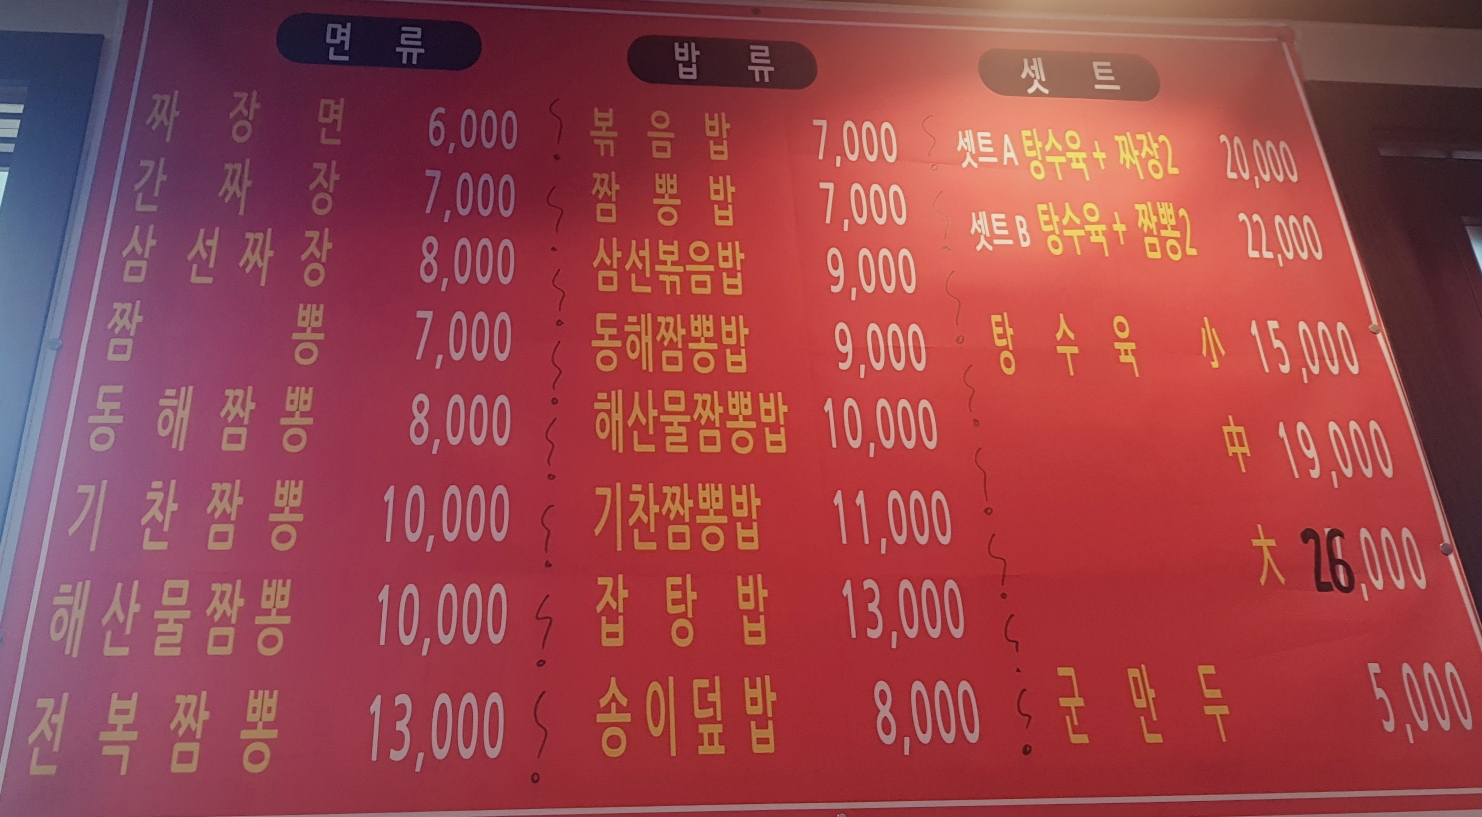 면 류
짜 장 면 6,000
간 짜 장 7,000
삼 선 짜 장 8,000
짬 뽕 7,000
동 해 짬 뽕 8,000
기 찬 짬 뽕 10,000
해 산 물 짬 뽕 10,000
전 복 짬 뽕 13,000
밥 류
볶 음 밥 7,000
짬 뽕 밥 7,000
삼선볶음밥 9,000
동해짬뽕밥 9,000
해산물짬뽕밥 10,000
기찬짬뽕밥 11,000
잡 탕 밥 13,000
송이덮밥 8,000
셋 트
셋트A 탕수육+ 짜장2 20,000
셋트B 탕수육+ 짬뽕2 22,000
탕 수 육 小 15,000
中 19,000
大 26,000
군 만 두 5,000